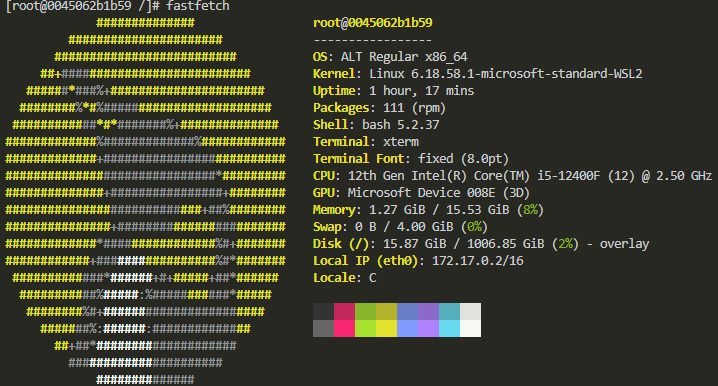 [root@0045062b1b59 /]# fastfetch
root@0045062b1b59
-----------------
OS: ALT Regular x86_64
Kernel: Linux 6.18.58.1-microsoft-standard-WSL2
Uptime: 1 hour, 17 mins
Packages: 111 (rpm)
Shell: bash 5.2.37
Terminal: xterm
Terminal Font: fixed (8.0pt)
CPU: 12th Gen Intel(R) Core(TM) i5-12400F (12) @ 2.50 GHz
GPU: Microsoft Device 008E (3D)
Memory: 1.27 GiB / 15.53 GiB (8%)
Swap: 0 B / 4.00 GiB (0%)
Disk (/): 15.87 GiB / 1006.85 GiB (2%) - overlay
Local IP (eth0): 172.17.0.2/16
Locale: C